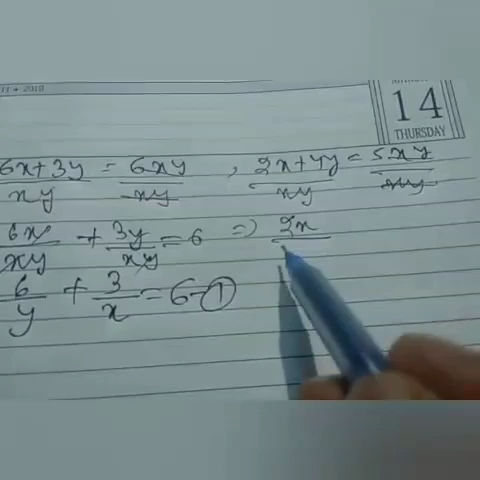 2019
14
THURSDAY
6x+3y/xy = 6xy/xy , 2x+4y/xy = 5xy/xy
6x/xy + 3y/xy = 6 => 2x
6/y + 3/x = 6 - ①